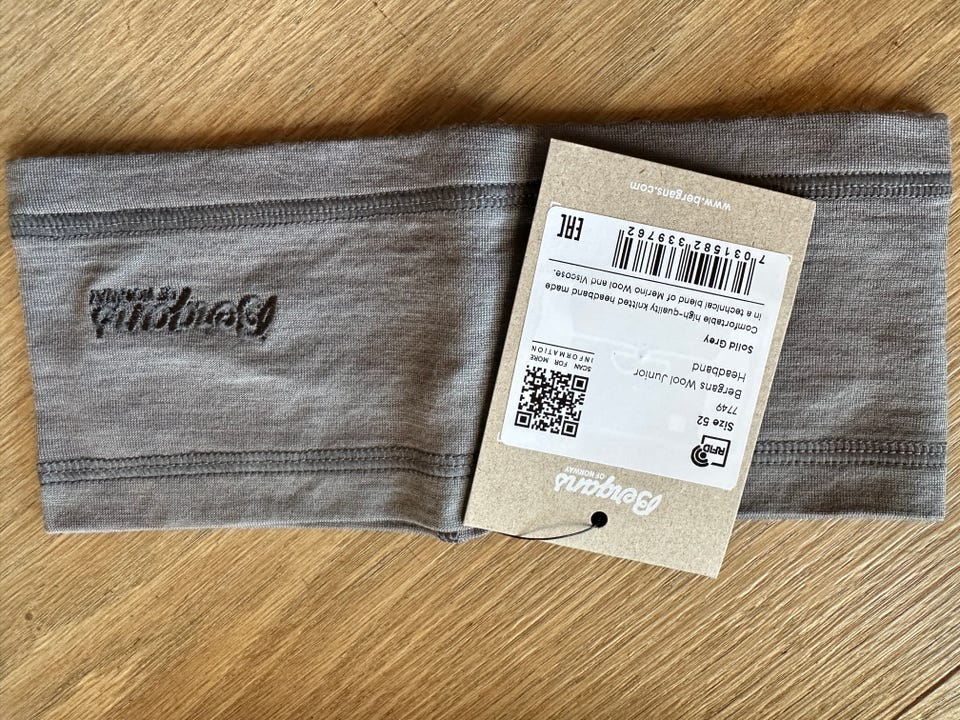 Bergans
OF NORWAY
Bergans
OF NORWAY
RFID
Size 52
7749
Bergans Wool Junior
Headband
SCAN FOR MORE
INFORMATION
Solid Grey
Comfortable high-quality knitted headband made
in a technical blend of Merino Wool and Viscose.
7 031582 339762
EAC
www.bergans.com